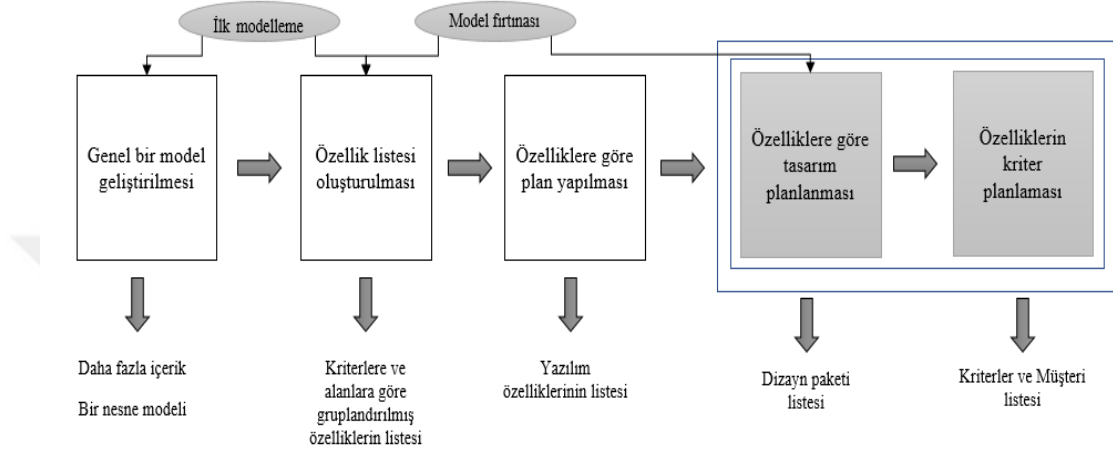 İlk modelleme
Model fırtınası
Genel bir model
geliştirilmesi
Özellik listesi
oluşturulması
Özelliklere göre
plan yapılması
Özelliklere göre
tasarım
planlanması
Özelliklerin
kriter
planlaması
Daha fazla içerik
Bir nesne modeli
Kriterlere ve
alanlara göre
gruplandırılmış
özelliklerin listesi
Yazılım
özelliklerinin listesi
Dizayn paketi
listesi
Kriterler ve Müşteri
listesi